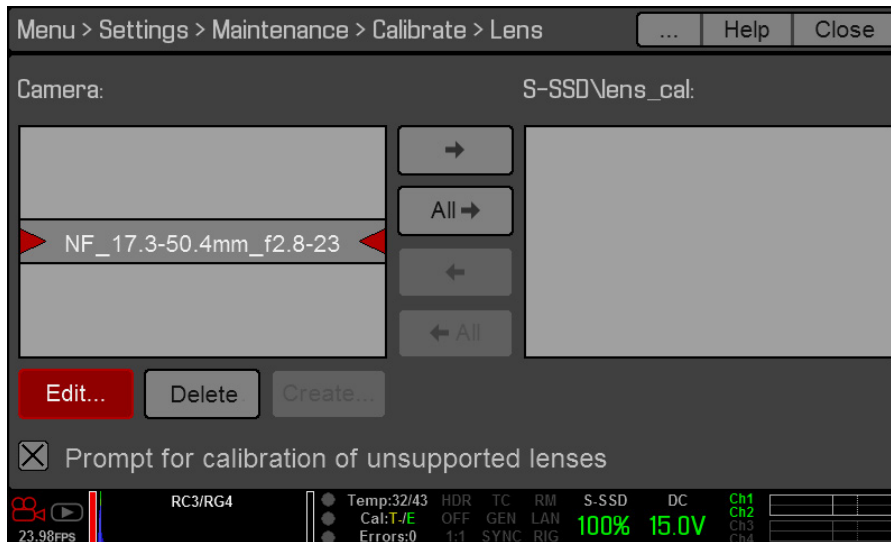 Menu > Settings > Maintenance > Calibrate > Lens
...
Help
Close
Camera:
S-SSD\lens_cal:
NF_17.3-50.4mm_f2.8-23
All
All
Edit...
Delete
Create...
Prompt for calibration of unsupported lenses
RC3/RG4
Temp:32/43 HDR TC RM S-SSD DC Ch1
Cal:T-/E OFF GEN LAN 100% 15.0V Ch2
23.98FPS Errors:0 1:1 SYNC RIG Ch3
Ch4